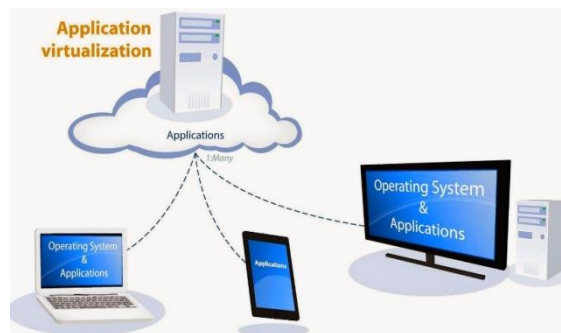 Application
virtualization
Applications
1:Many
Operating System
&
Applications
Operating System
&
Applications
Applications